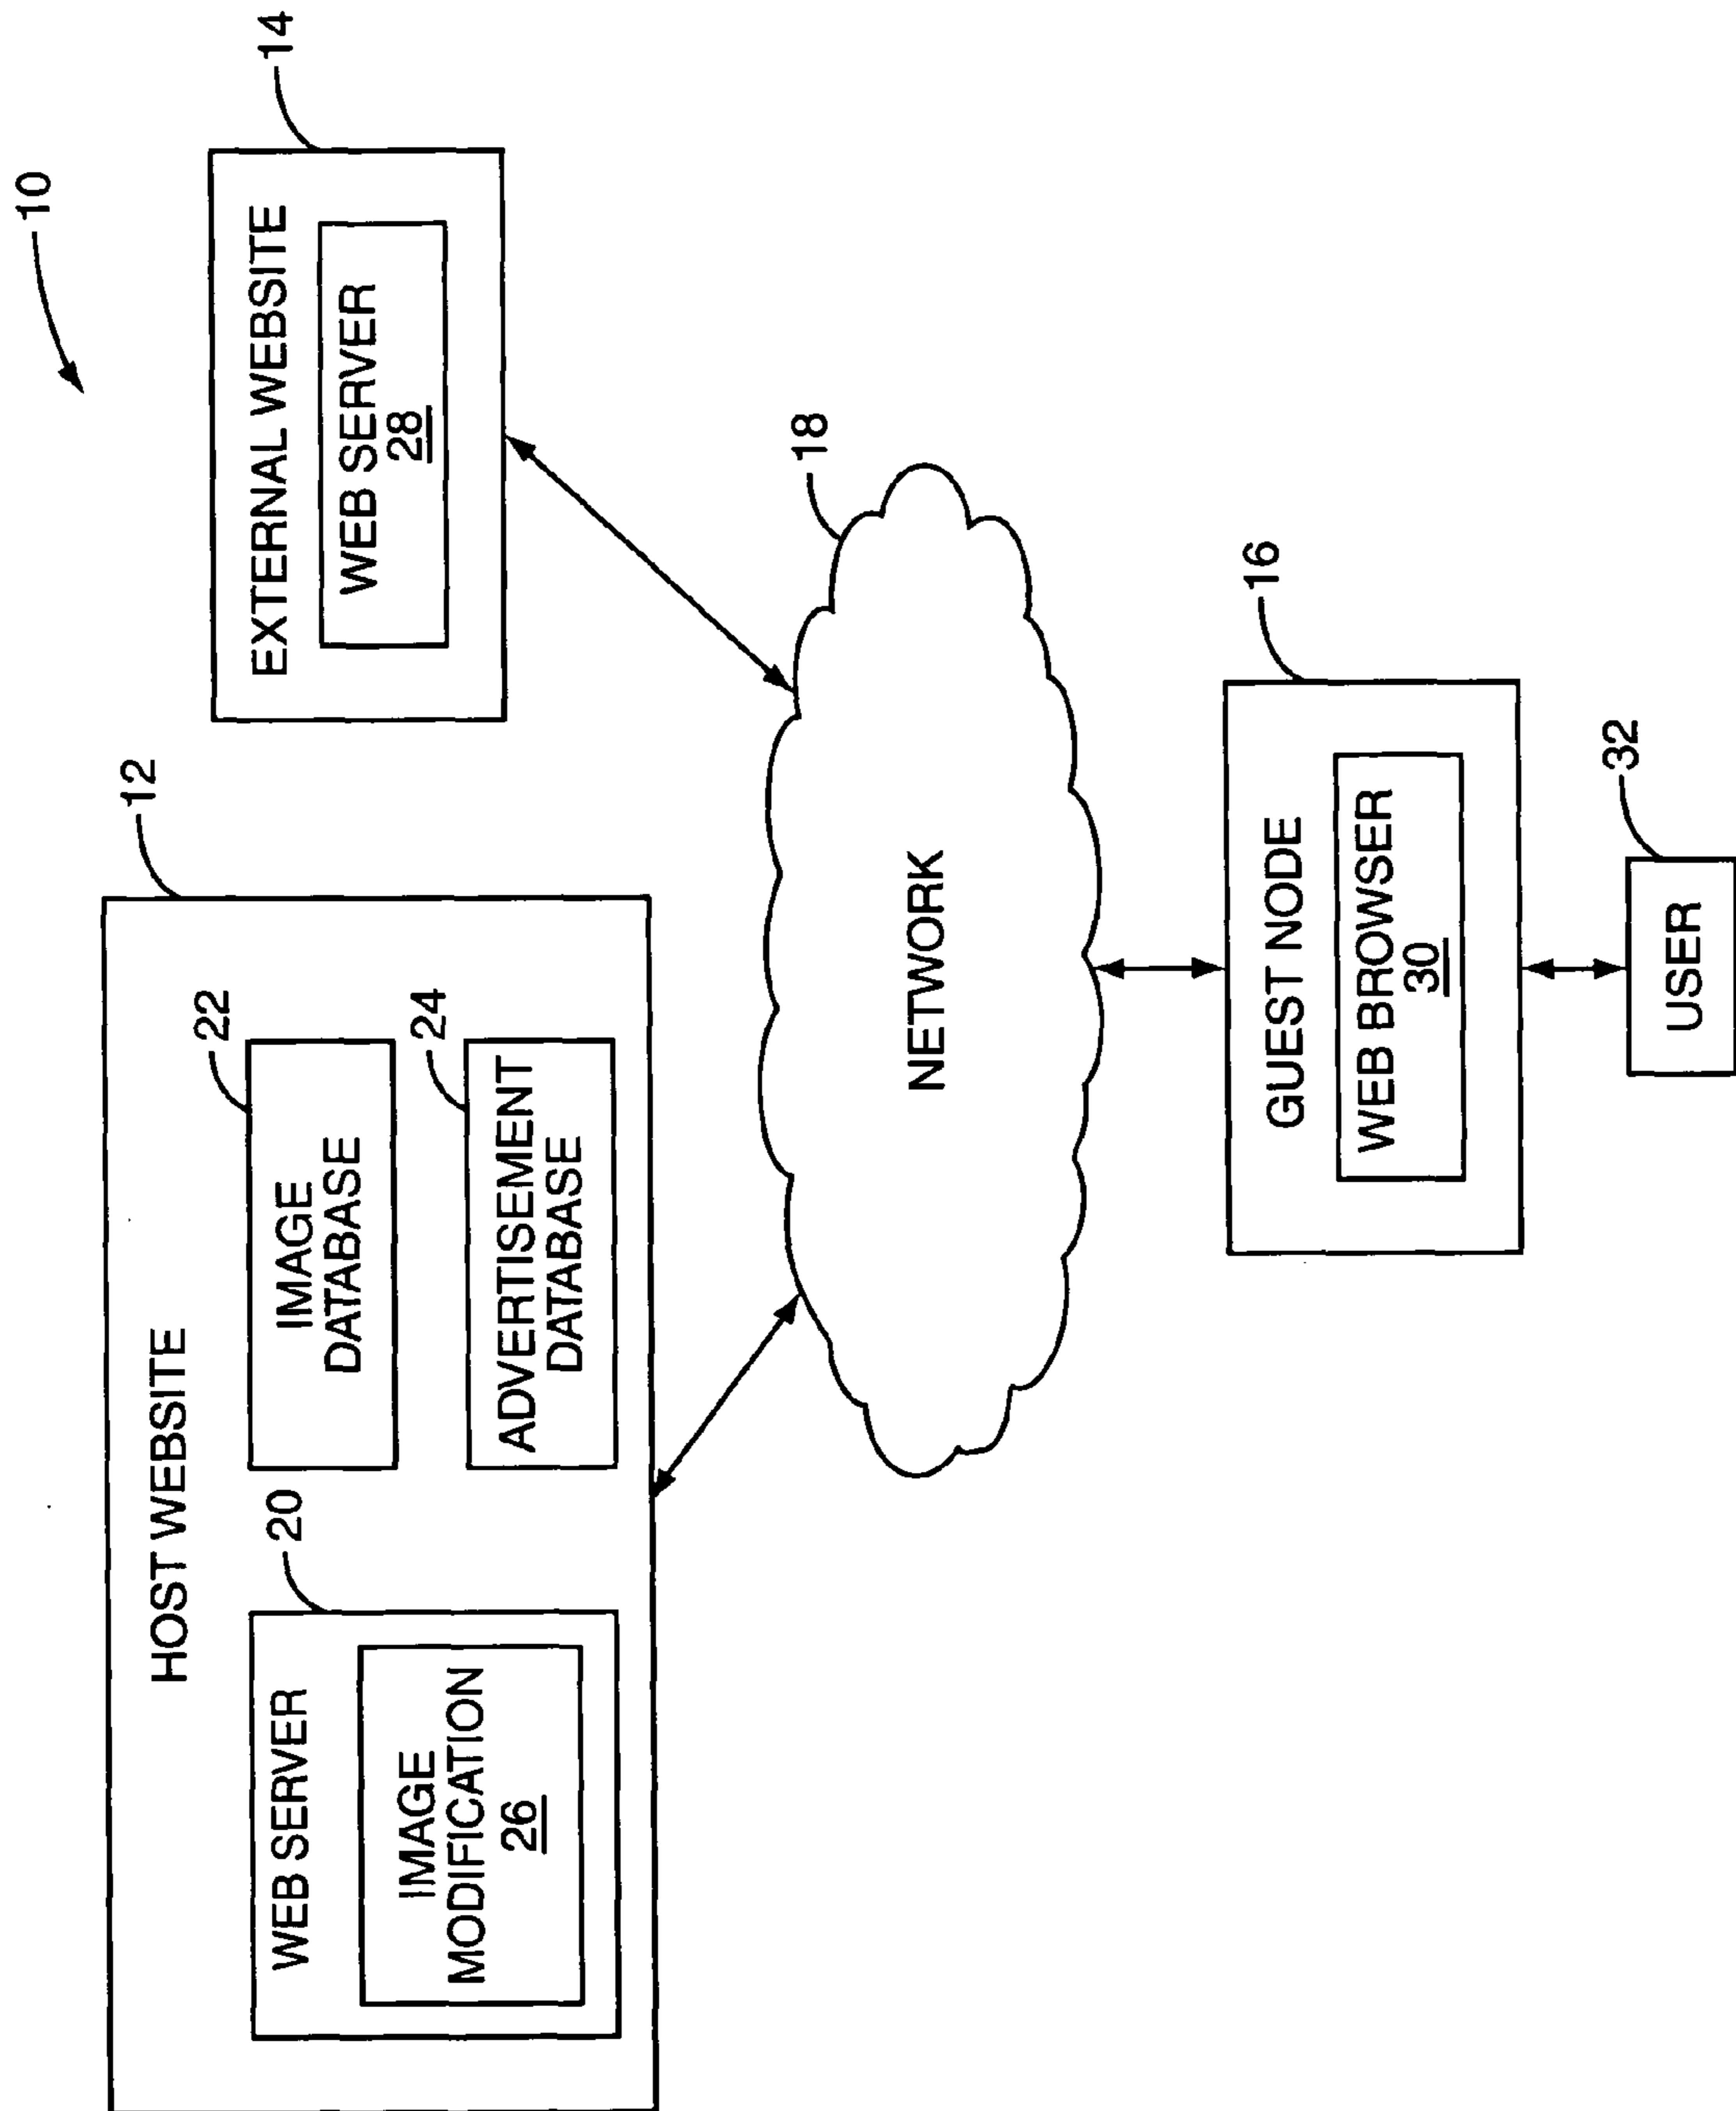 10
12
HOST WEBSITE
14
EXTERNAL WEBSITE
20
WEB SERVER
IMAGE
MODIFICATION
26
22
IMAGE
DATABASE
24
ADVERTISEMENT
DATABASE
WEB SERVER
28
18
NETWORK
16
GUEST NODE
WEB BROWSER
30
32
USER